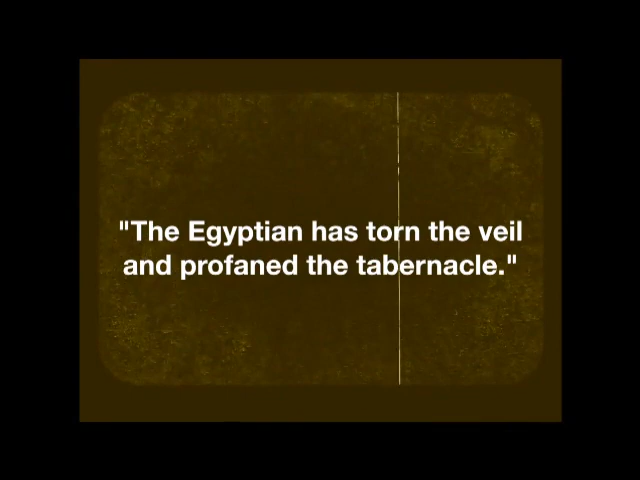 "The Egyptian has torn the veil
and profaned the tabernacle."